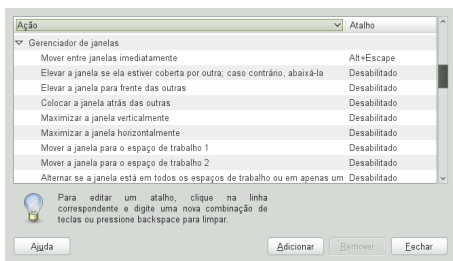 Ação Atalho
Gerenciador de janelas
Mover entre janelas imediatamente Alt+Escape
Elevar a janela se ela estiver coberta por outra; caso contrário, abaixá-la Desabilitado
Elevar a janela para frente das outras Desabilitado
Colocar a janela atrás das outras Desabilitado
Maximizar a janela verticalmente Desabilitado
Maximizar a janela horizontalmente Desabilitado
Mover a janela para o espaço de trabalho 1 Desabilitado
Mover a janela para o espaço de trabalho 2 Desabilitado
Alternar se a janela está em todos os espaços de trabalho ou em apenas um Desabilitado
Para editar um atalho, clique na linha
correspondente e digite uma nova combinação de
teclas ou pressione backspace para limpar.
Ajuda Adicionar Remover Fechar